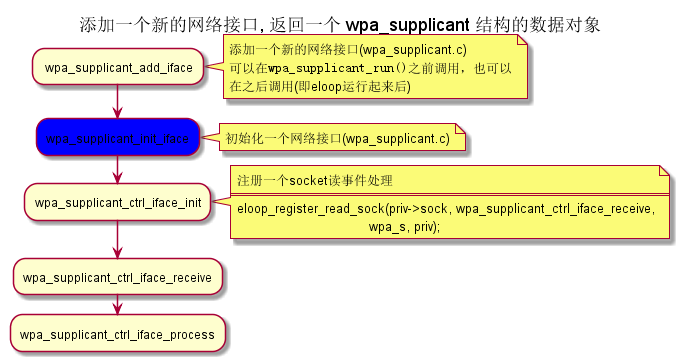 添加一个新的网络接口, 返回一个 wpa_supplicant 结构的数据对象
wpa_supplicant_add_iface
添加一个新的网络接口(wpa_supplicant.c)
可以在wpa_supplicant_run()之前调用，也可以
在之后调用(即eloop运行起来后)
wpa_supplicant_init_iface
初始化一个网络接口(wpa_supplicant.c)
wpa_supplicant_ctrl_iface_init
注册一个socket读事件处理
eloop_register_read_sock(priv->sock, wpa_supplicant_ctrl_iface_receive,
wpa_s, priv);
wpa_supplicant_ctrl_iface_receive
wpa_supplicant_ctrl_iface_process